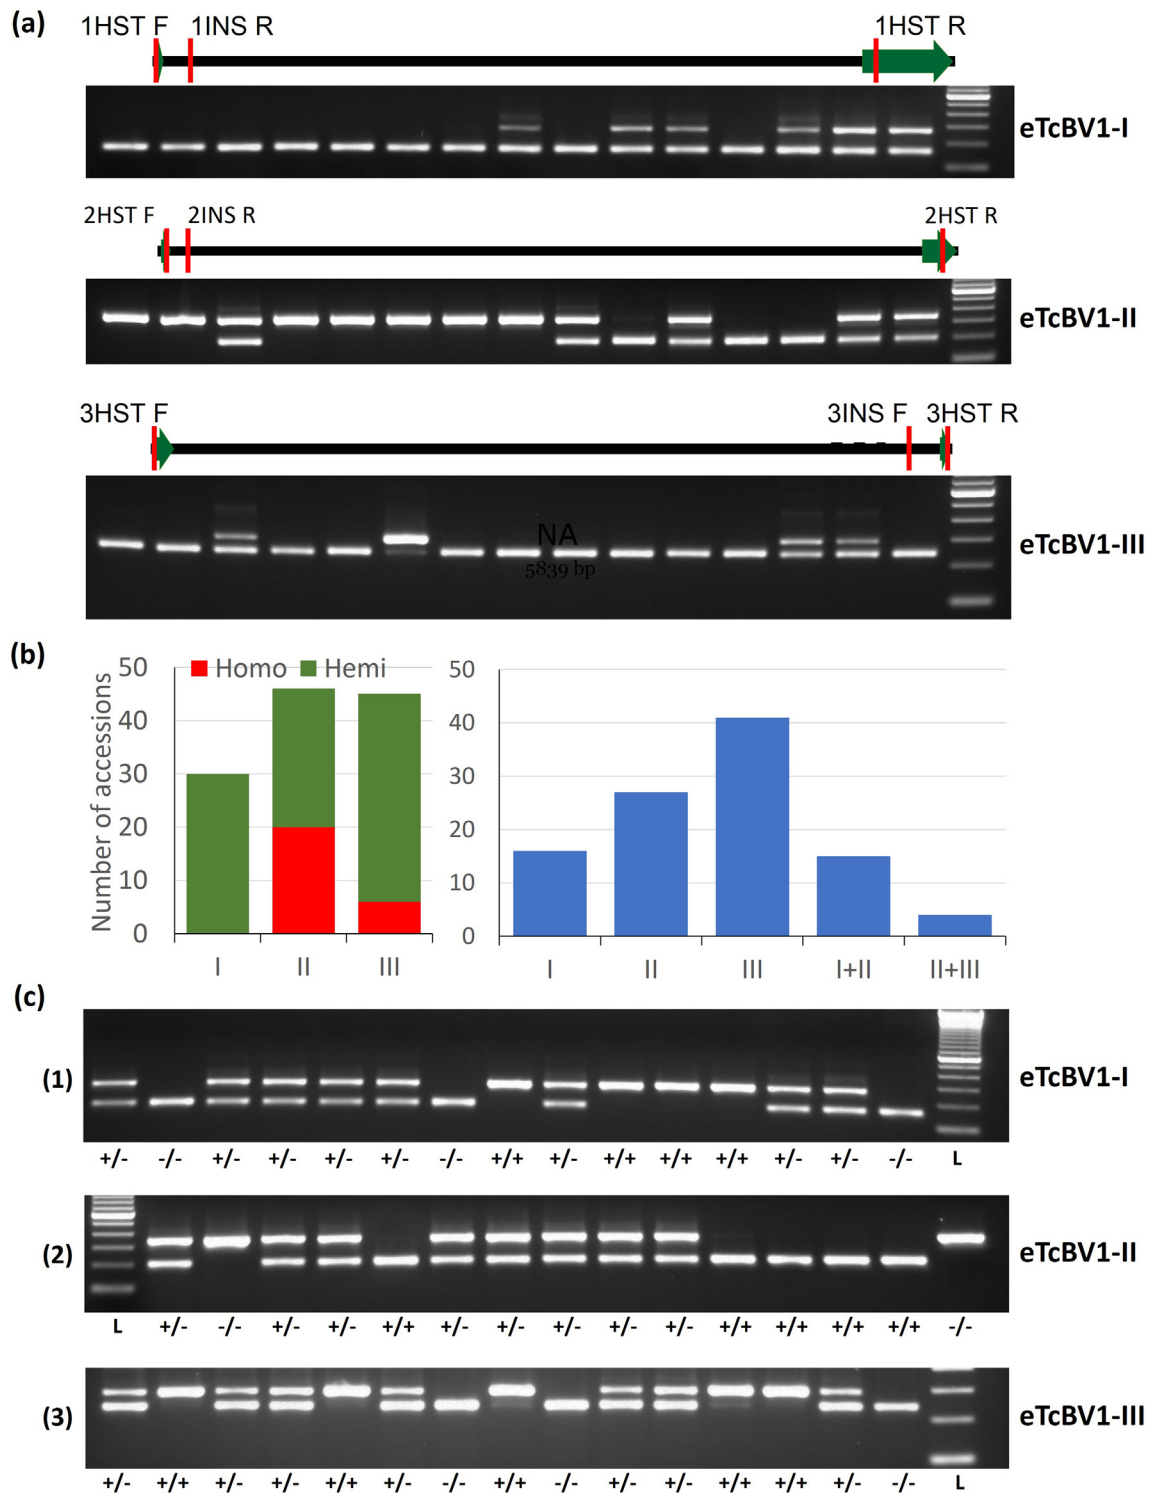 (a)
1HST F 1INS R 1HST R
eTcBV1-I
2HST F 2INS R 2HST R
eTcBV1-II
3HST F 3INS F 3HST R
NA
5839 bp
eTcBV1-III
(b)
Number of accessions
Homo Hemi
50
40
30
20
10
0
I II III
50
40
30
20
10
0
I II III I+II II+III
(c)
(1) eTcBV1-I
+/- -/- +/- +/- +/- +/- -/- +/+ +/- +/+ +/+ +/+ +/- +/- -/- L
(2) eTcBV1-II
L +/- -/- +/- +/- +/+ +/- +/- +/- +/- +/- +/+ +/+ +/+ +/+ -/-
(3) eTcBV1-III
+/- +/+ +/- +/- +/+ +/- -/- +/+ -/- +/- +/- +/+ +/+ +/- -/- L